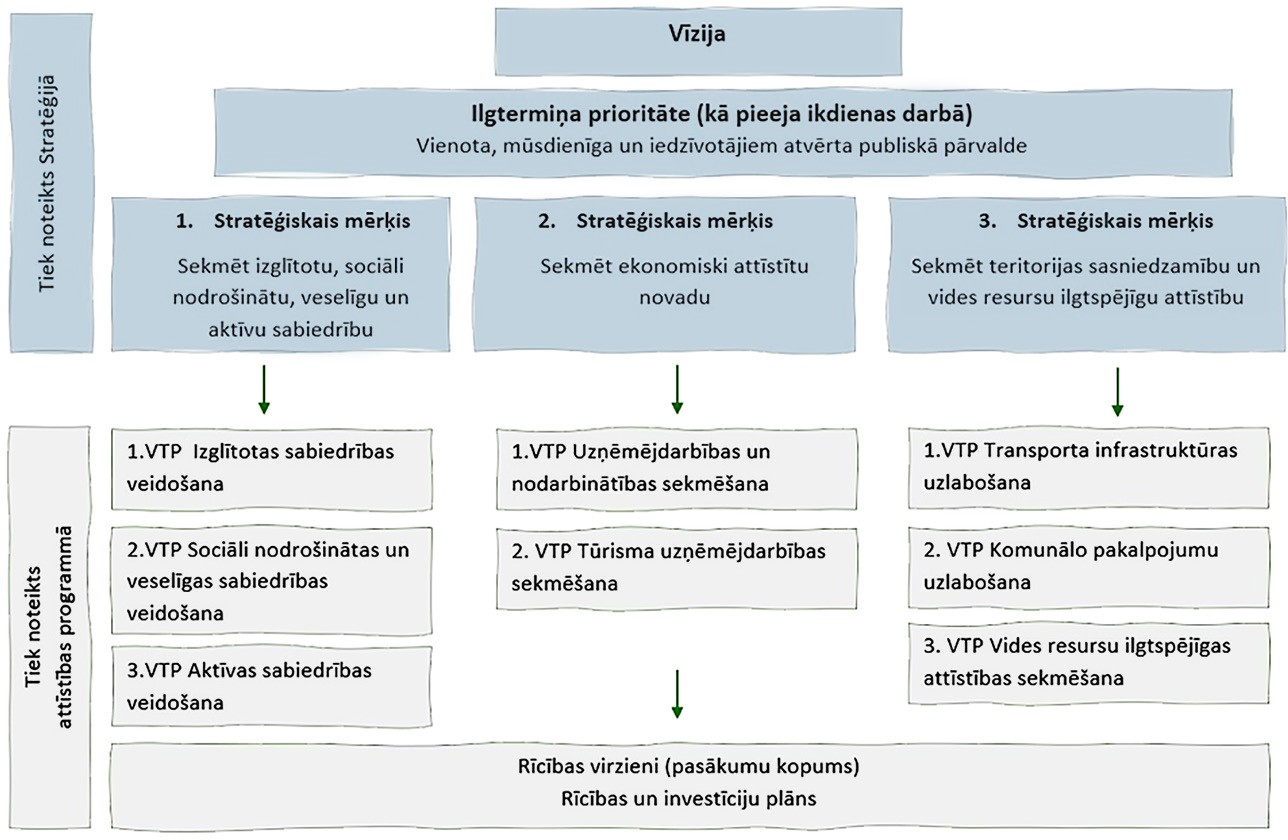 Tiek noteikts Stratēģijā
Vīzija
Ilgtermiņa prioritāte (kā pieeja ikdienas darbā)
Vienota, mūsdienīga un iedzīvotājiem atvērta publiskā pārvalde
1. Stratēģiskais mērķis
Sekmēt izglītotu, sociāli
nodrošinātu, veselīgu un
aktīvu sabiedrību
2. Stratēģiskais mērķis
Sekmēt ekonomiski attīstītu
novadu
3. Stratēģiskais mērķis
Sekmēt teritorijas sasniedzamību un
vides resursu ilgtspējīgu attīstību
Tiek noteikts
attīstības programmā
1.VTP Izglītotas sabiedrības
veidošana
2.VTP Sociāli nodrošinātas un
veselīgas sabiedrības
veidošana
3.VTP Aktīvas sabiedrības
veidošana
1.VTP Uzņēmējdarbības un
nodarbinātības sekmēšana
2. VTP Tūrisma uzņēmējdarbības
sekmēšana
1.VTP Transporta infrastruktūras
uzlabošana
2. VTP Komunālo pakalpojumu
uzlabošana
3. VTP Vides resursu ilgtspējīgas
attīstības sekmēšana
Rīcības virzieni (pasākumu kopums)
Rīcības un investīciju plāns